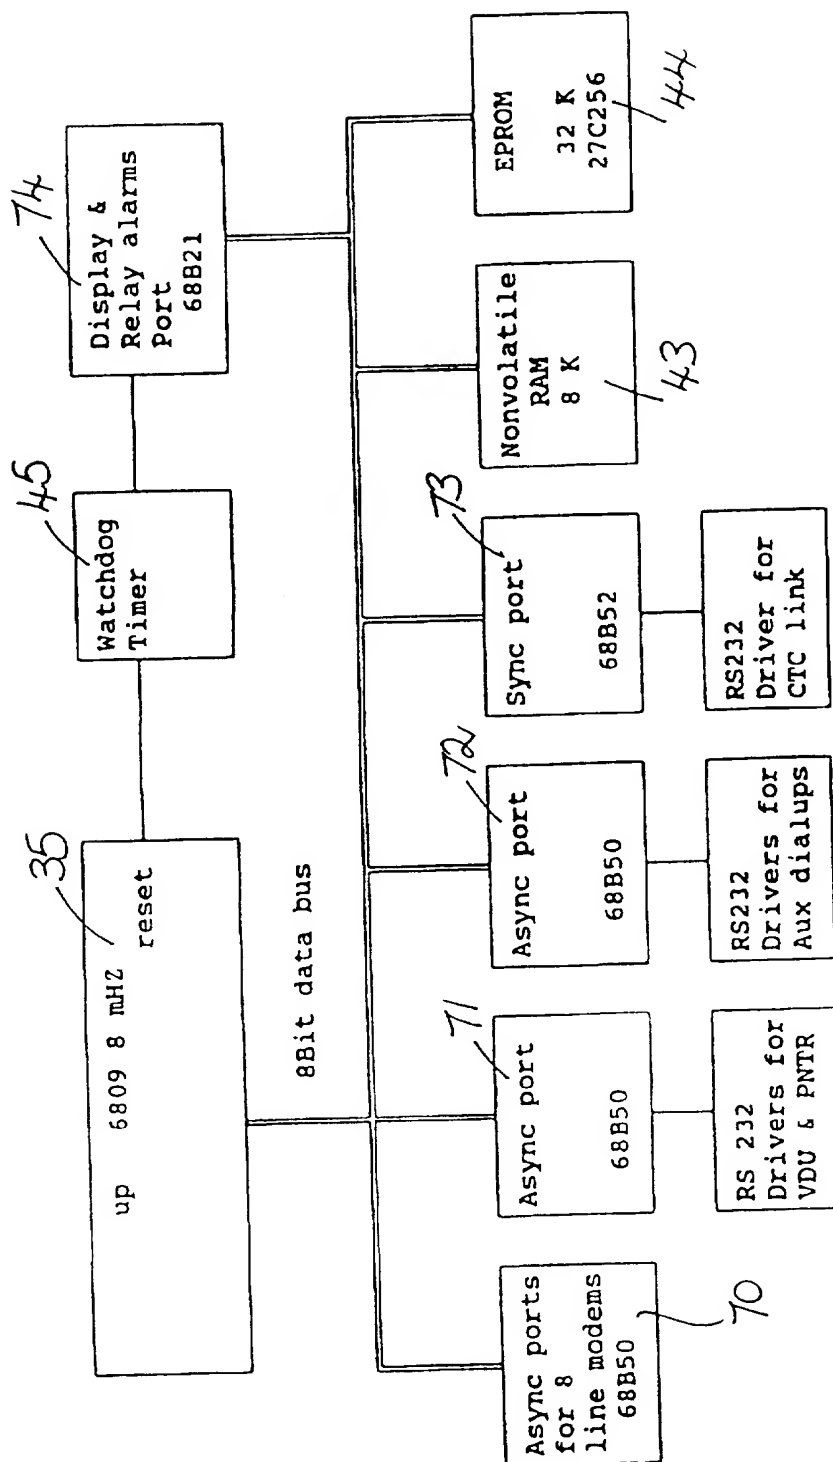 35
up 6809 8 mHZ
reset
45
Watchdog
Timer
74
Display &
Relay alarms
Port
68B21
8Bit data bus
Async ports
for 8
line modems
68B50
70
71
Async port
68B50
RS 232
Drivers for
VDU & PNTR
72
Async port
68B50
RS232
Drivers for
Aux dialups
73
Sync port
68B52
RS232
Driver for
CTC link
Nonvolatile
RAM
8 K
43
EPROM
32 K
27C256
44